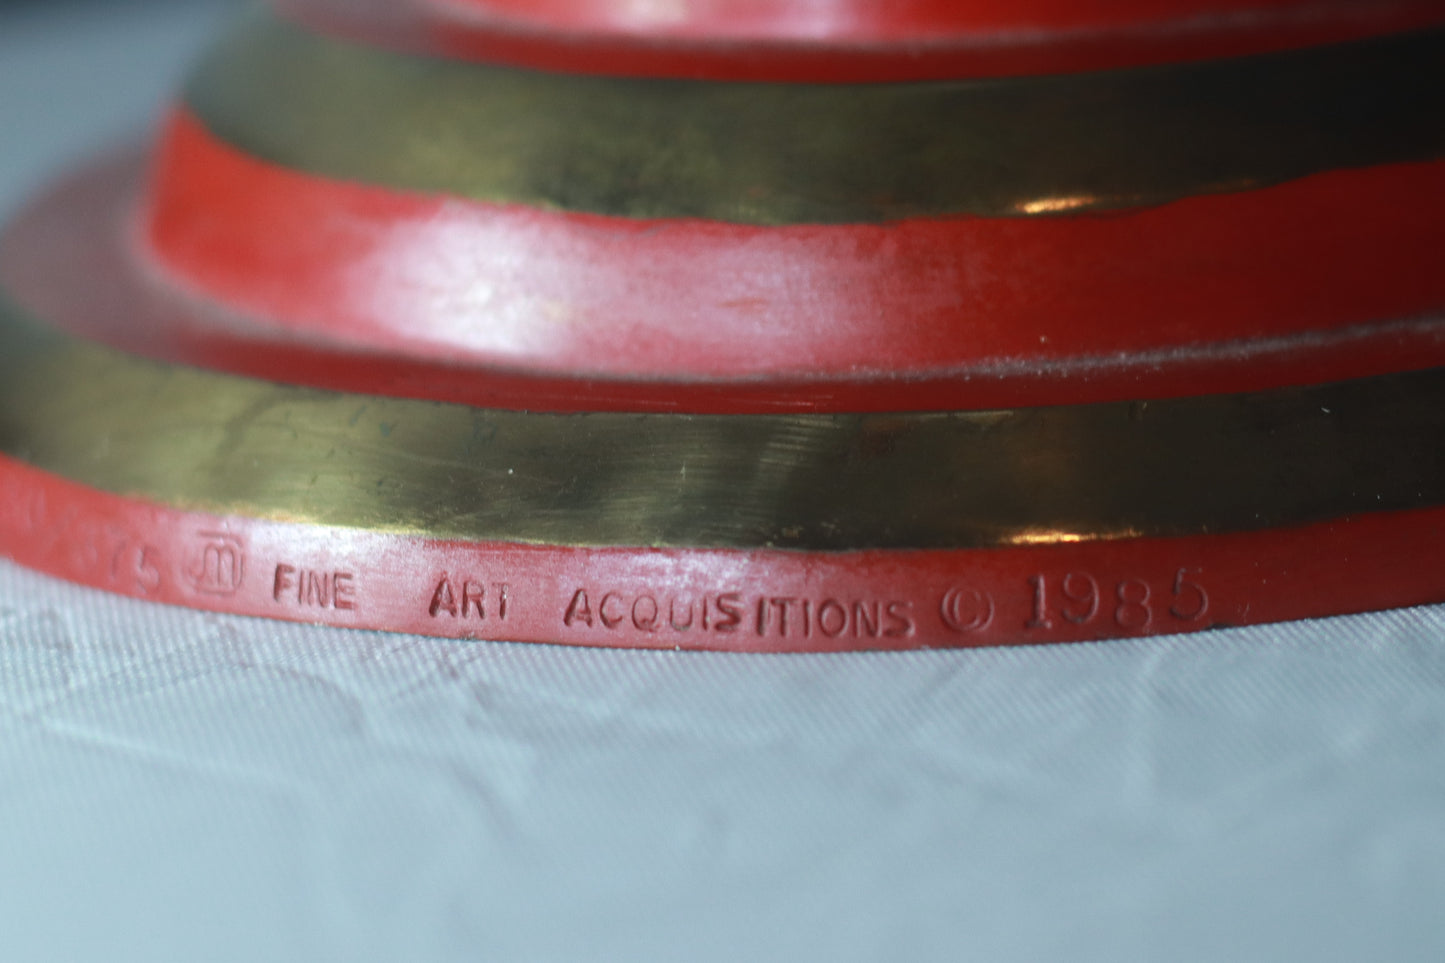 FINE ART ACQUISITIONS © 1985